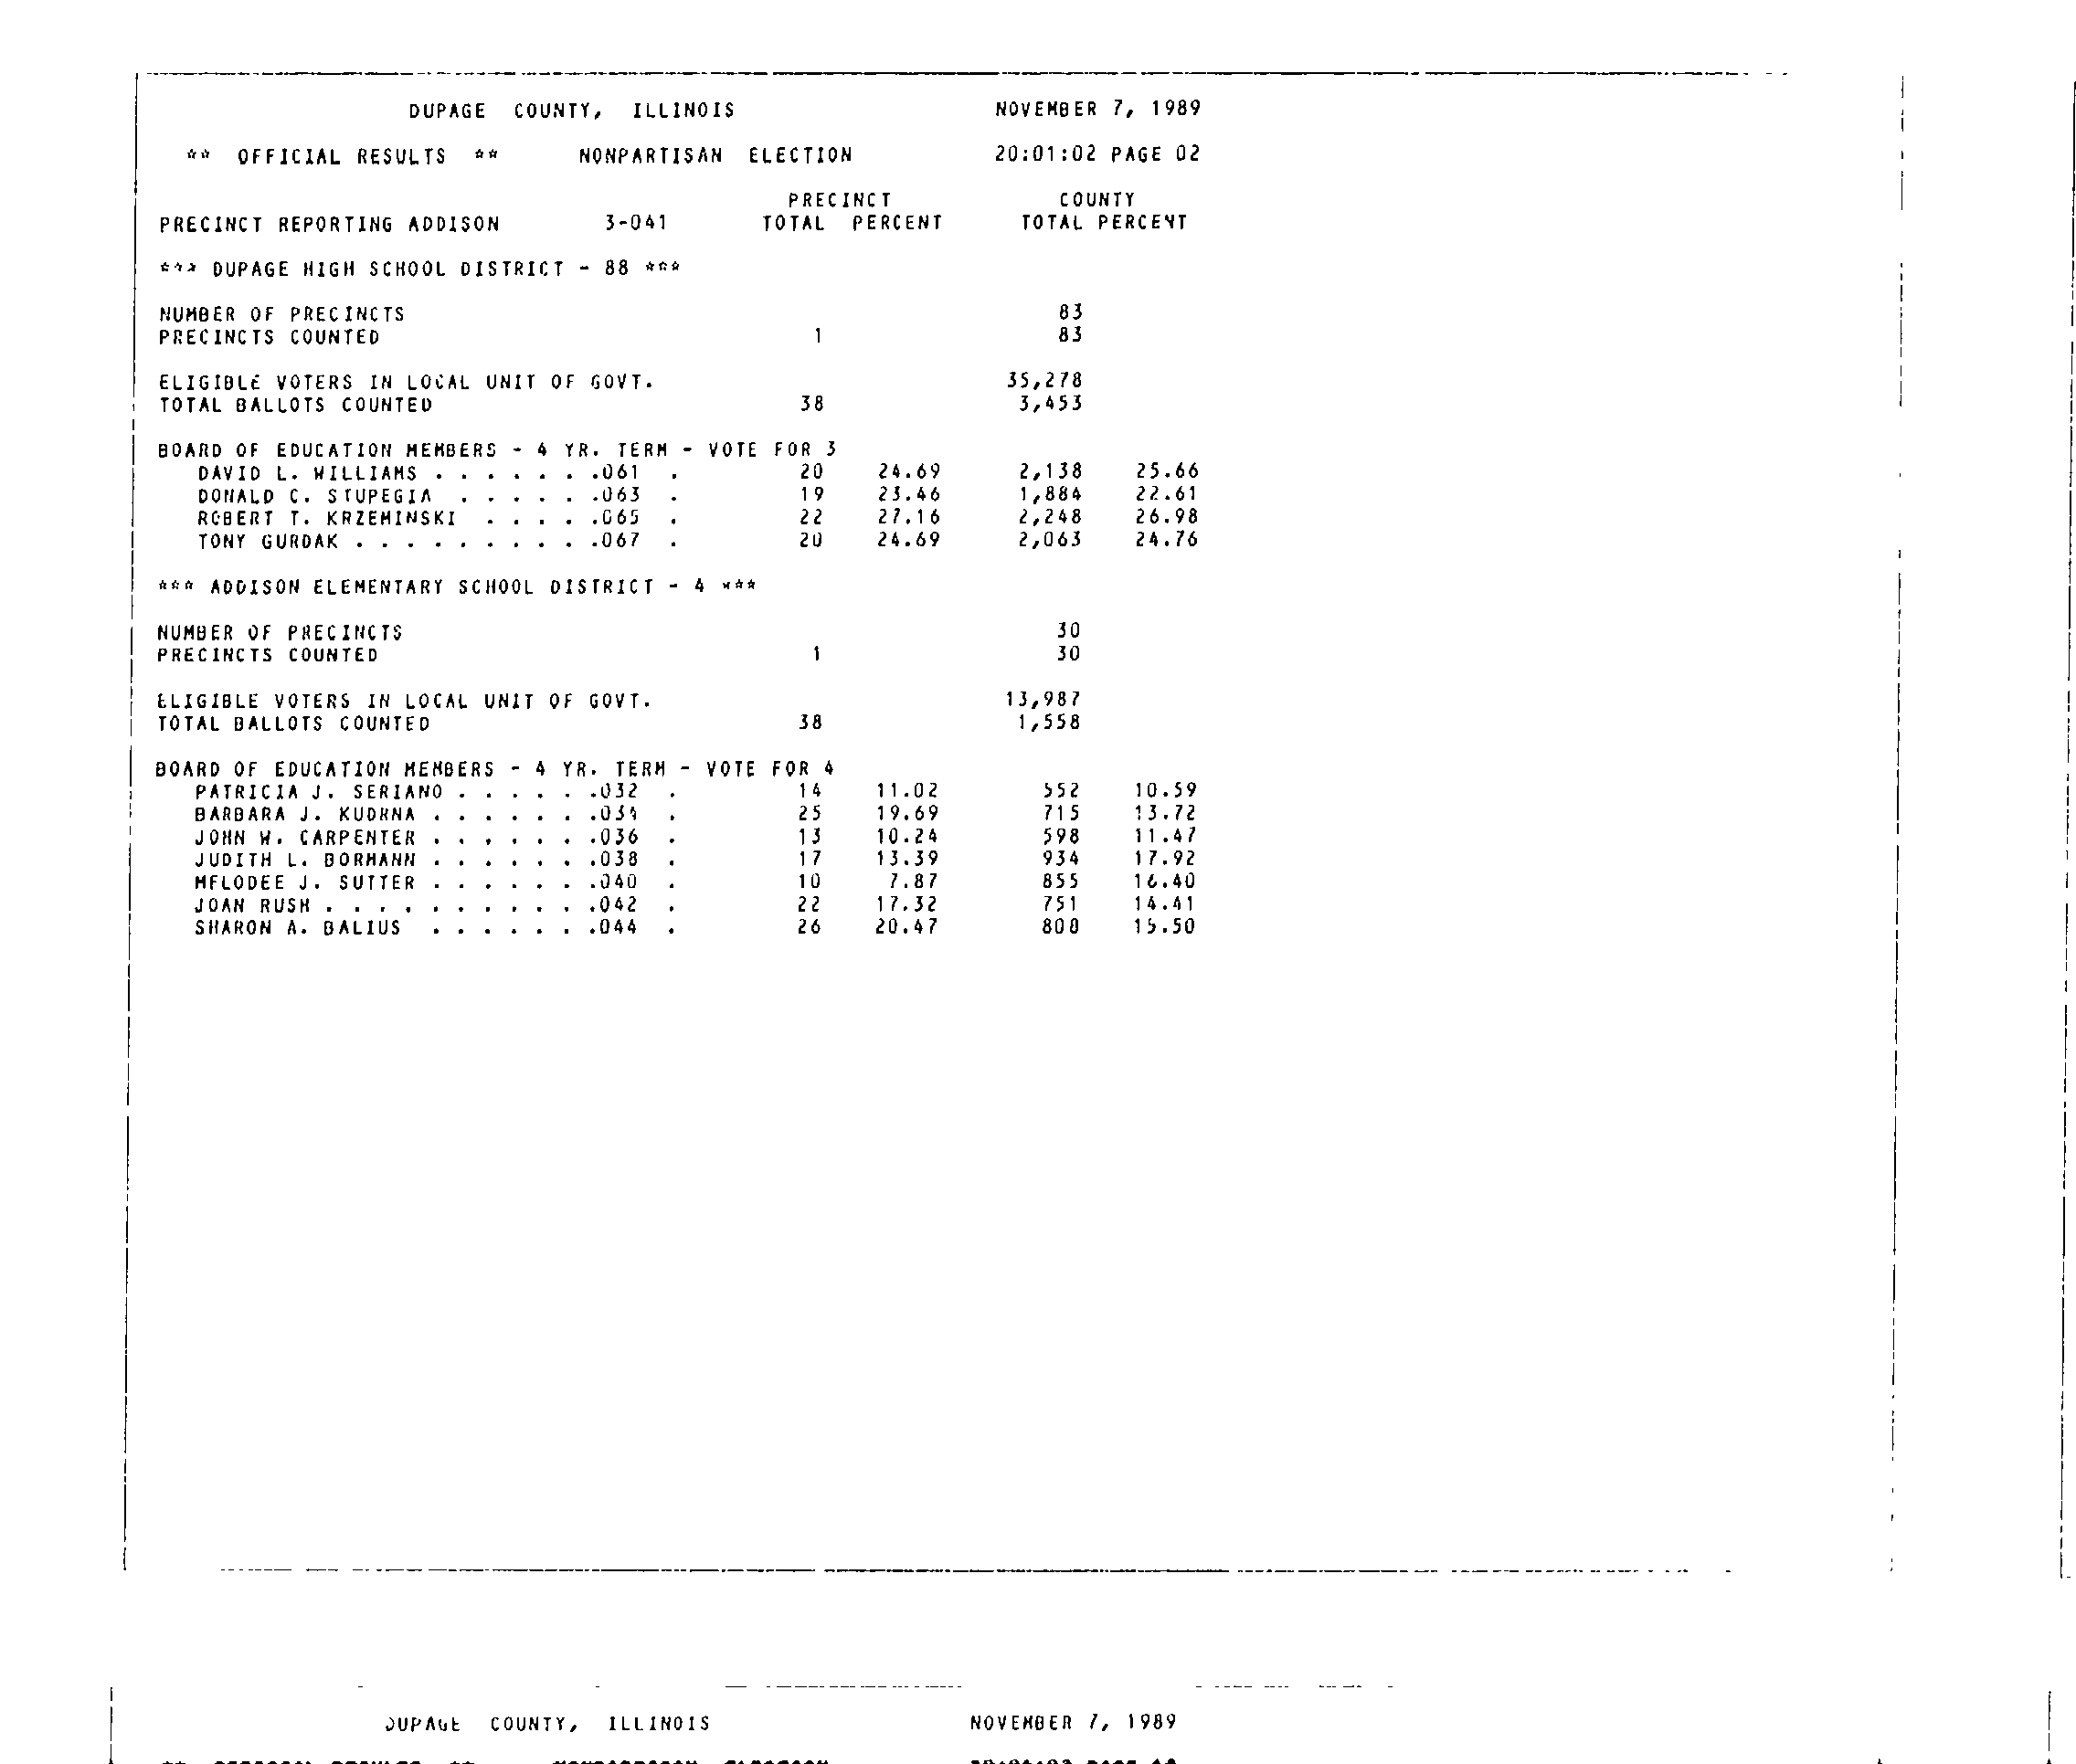 DUPAGE COUNTY, ILLINOIS NOVEMBER 7, 1989
** OFFICIAL RESULTS ** NONPARTISAN ELECTION 20:01:02 PAGE 02
PRECINCT COUNTY
PRECINCT REPORTING ADDISON 3-041 TOTAL PERCENT TOTAL PERCENT
*** DUPAGE HIGH SCHOOL DISTRICT - 88 ***
NUMBER OF PRECINCTS 83
PRECINCTS COUNTED 1 83
ELIGIBLE VOTERS IN LOCAL UNIT OF GOVT. 35,278
TOTAL BALLOTS COUNTED 38 3,453
BOARD OF EDUCATION MEMBERS - 4 YR. TERM - VOTE FOR 3
DAVID L. WILLIAMS . . . . . . .061 . 20 24.69 2,138 25.66
DONALD C. STUPEGIA . . . . . .063 . 19 23.46 1,884 22.61
ROBERT T. KRZEMINSKI . . . . .065 . 22 27.16 2,248 26.98
TONY GURDAK . . . . . . . . . .067 . 20 24.69 2,063 24.76
*** ADDISON ELEMENTARY SCHOOL DISTRICT - 4 ***
NUMBER OF PRECINCTS 30
PRECINCTS COUNTED 1 30
ELIGIBLE VOTERS IN LOCAL UNIT OF GOVT. 13,987
TOTAL BALLOTS COUNTED 38 1,558
BOARD OF EDUCATION MEMBERS - 4 YR. TERM - VOTE FOR 4
PATRICIA J. SERIANO . . . . . .032 . 14 11.02 552 10.59
BARBARA J. KUDRNA . . . . . . .034 . 25 19.69 715 13.72
JOHN W. CARPENTER . . . . . . .036 . 13 10.24 598 11.47
JUDITH L. BORMANN . . . . . . .038 . 17 13.39 934 17.92
MELODEE J. SUTTER . . . . . . .040 . 10 7.87 855 16.40
JOAN RUSH . . . . . . . . . . .042 . 22 17.32 751 14.41
SHARON A. BALIUS . . . . . . .044 . 26 20.47 808 15.50
DUPAGE COUNTY, ILLINOIS NOVEMBER 7, 1989